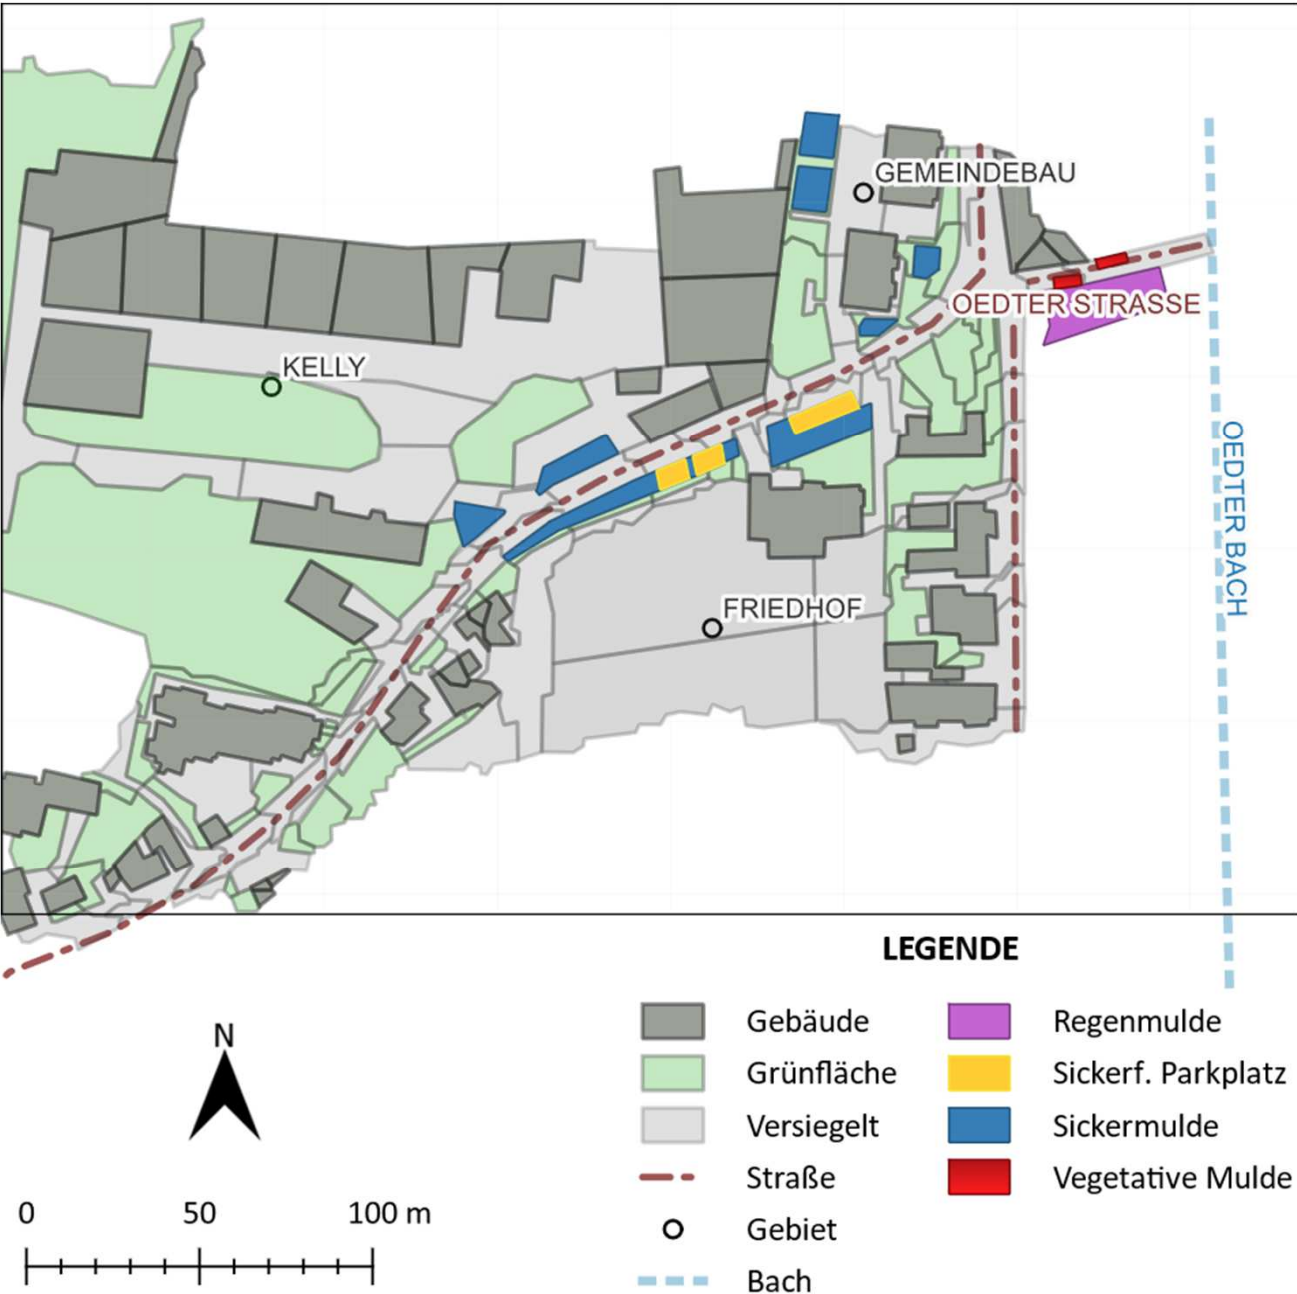 GEMEINDEBAU
OEDTER STRASSE
KELLY
OEDTER BACH
FRIEDHOF
LEGENDE
N
Gebäude
Regenmulde
Grünfläche
Sickerf. Parkplatz
Versiegelt
Sickermulde
Straße
Vegetative Mulde
0 50 100 m
Gebiet
Bach